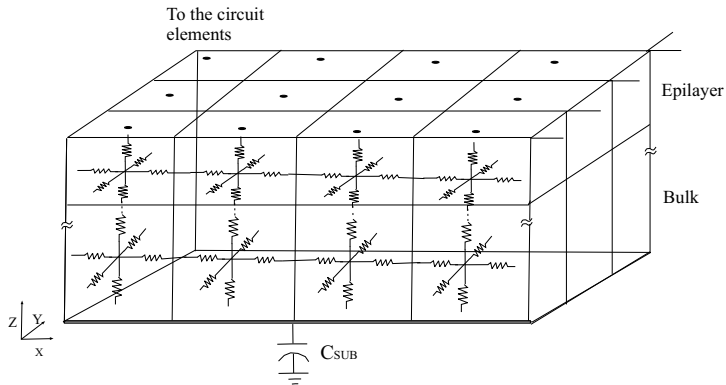 To the circuit
elements
Epilayer
Bulk
Z
Y
X
CSUB